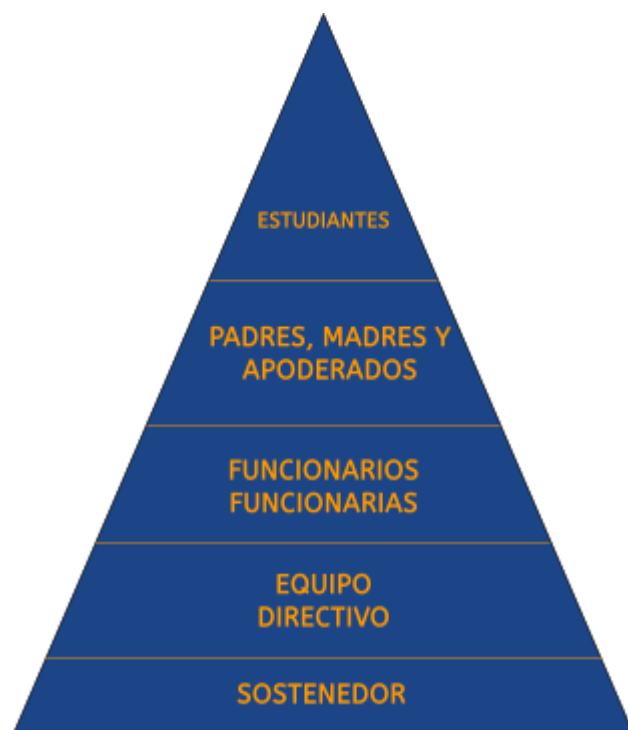 ESTUDIANTES
PADRES, MADRES Y
APODERADOS
FUNCIONARIOS
FUNCIONARIAS
EQUIPO
DIRECTIVO
SOSTENEDOR